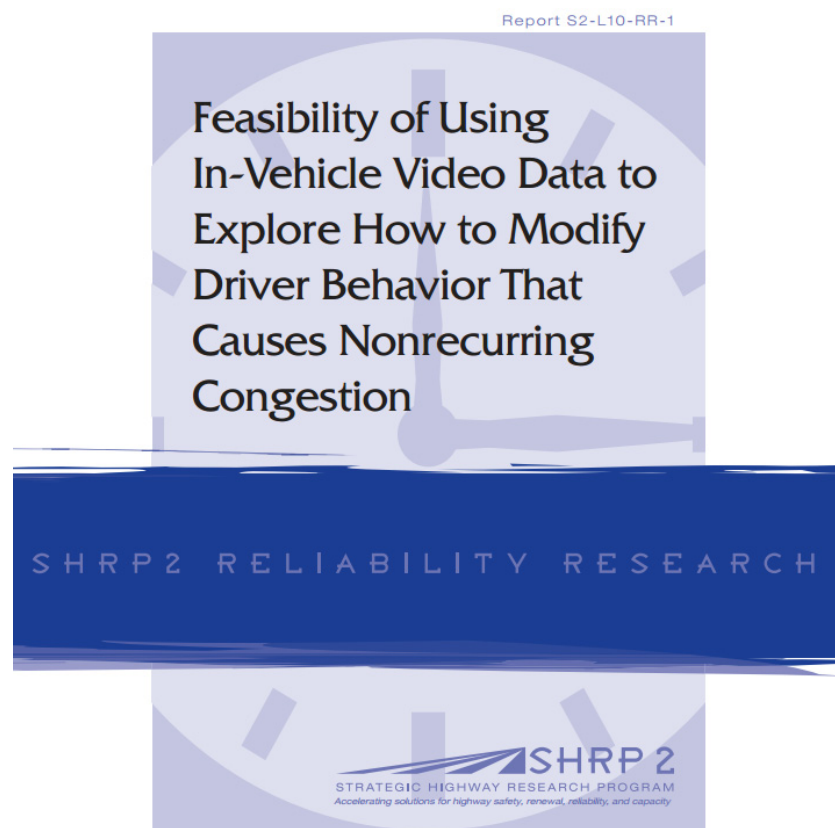 Report S2-L10-RR-1
Feasibility of Using
In-Vehicle Video Data to
Explore How to Modify
Driver Behavior That
Causes Nonrecurring
Congestion
SHRP2 RELIABILITY RESEARCH
SHRP 2
STRATEGIC HIGHWAY RESEARCH PROGRAM
Accelerating solutions for highway safety, renewal, reliability, and capacity